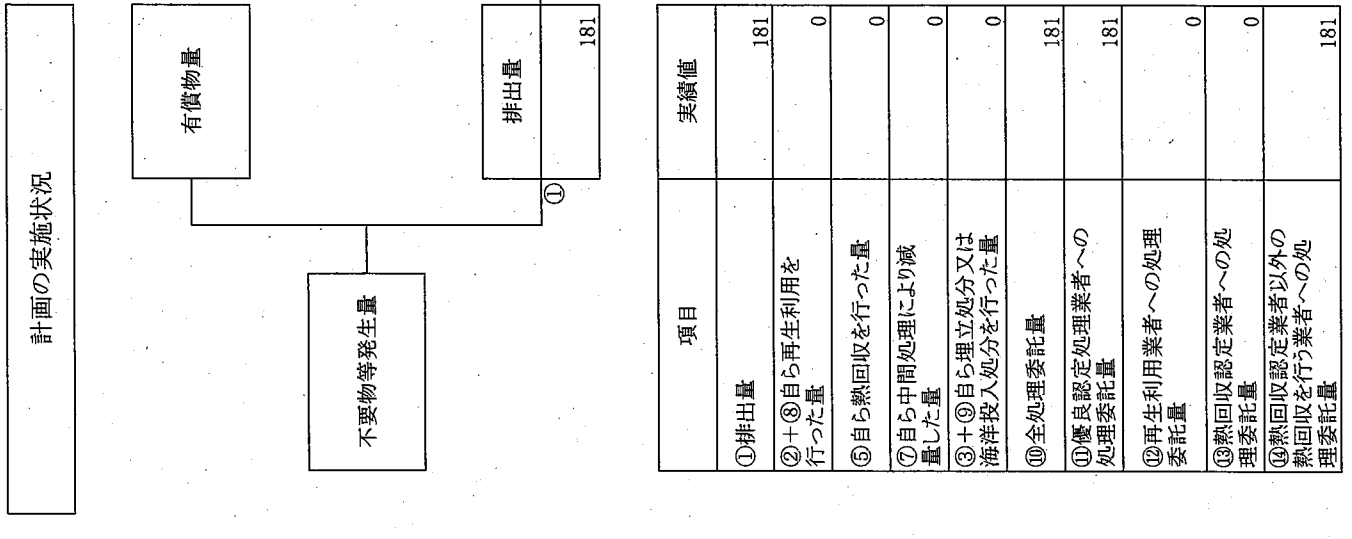 計画の実施状況
有償物量
不要物等発生量
排出量
①
181
項目
実績値
①排出量
181
②+⑧自ら再生利用を
行った量
0
⑤自ら熱回収を行った量
0
⑦自ら中間処理により減
量した量
0
③+⑨自ら埋立処分又は
海洋投入処分を行った量
0
⑩全処理委託量
181
⑪優良認定処理業者への
処理委託量
181
⑫再生利用業者への処理
委託量
0
⑬熱回収認定業者への処
理委託量
0
⑭熱回収認定業者以外の
熱回収を行う業者への処
理委託量
181